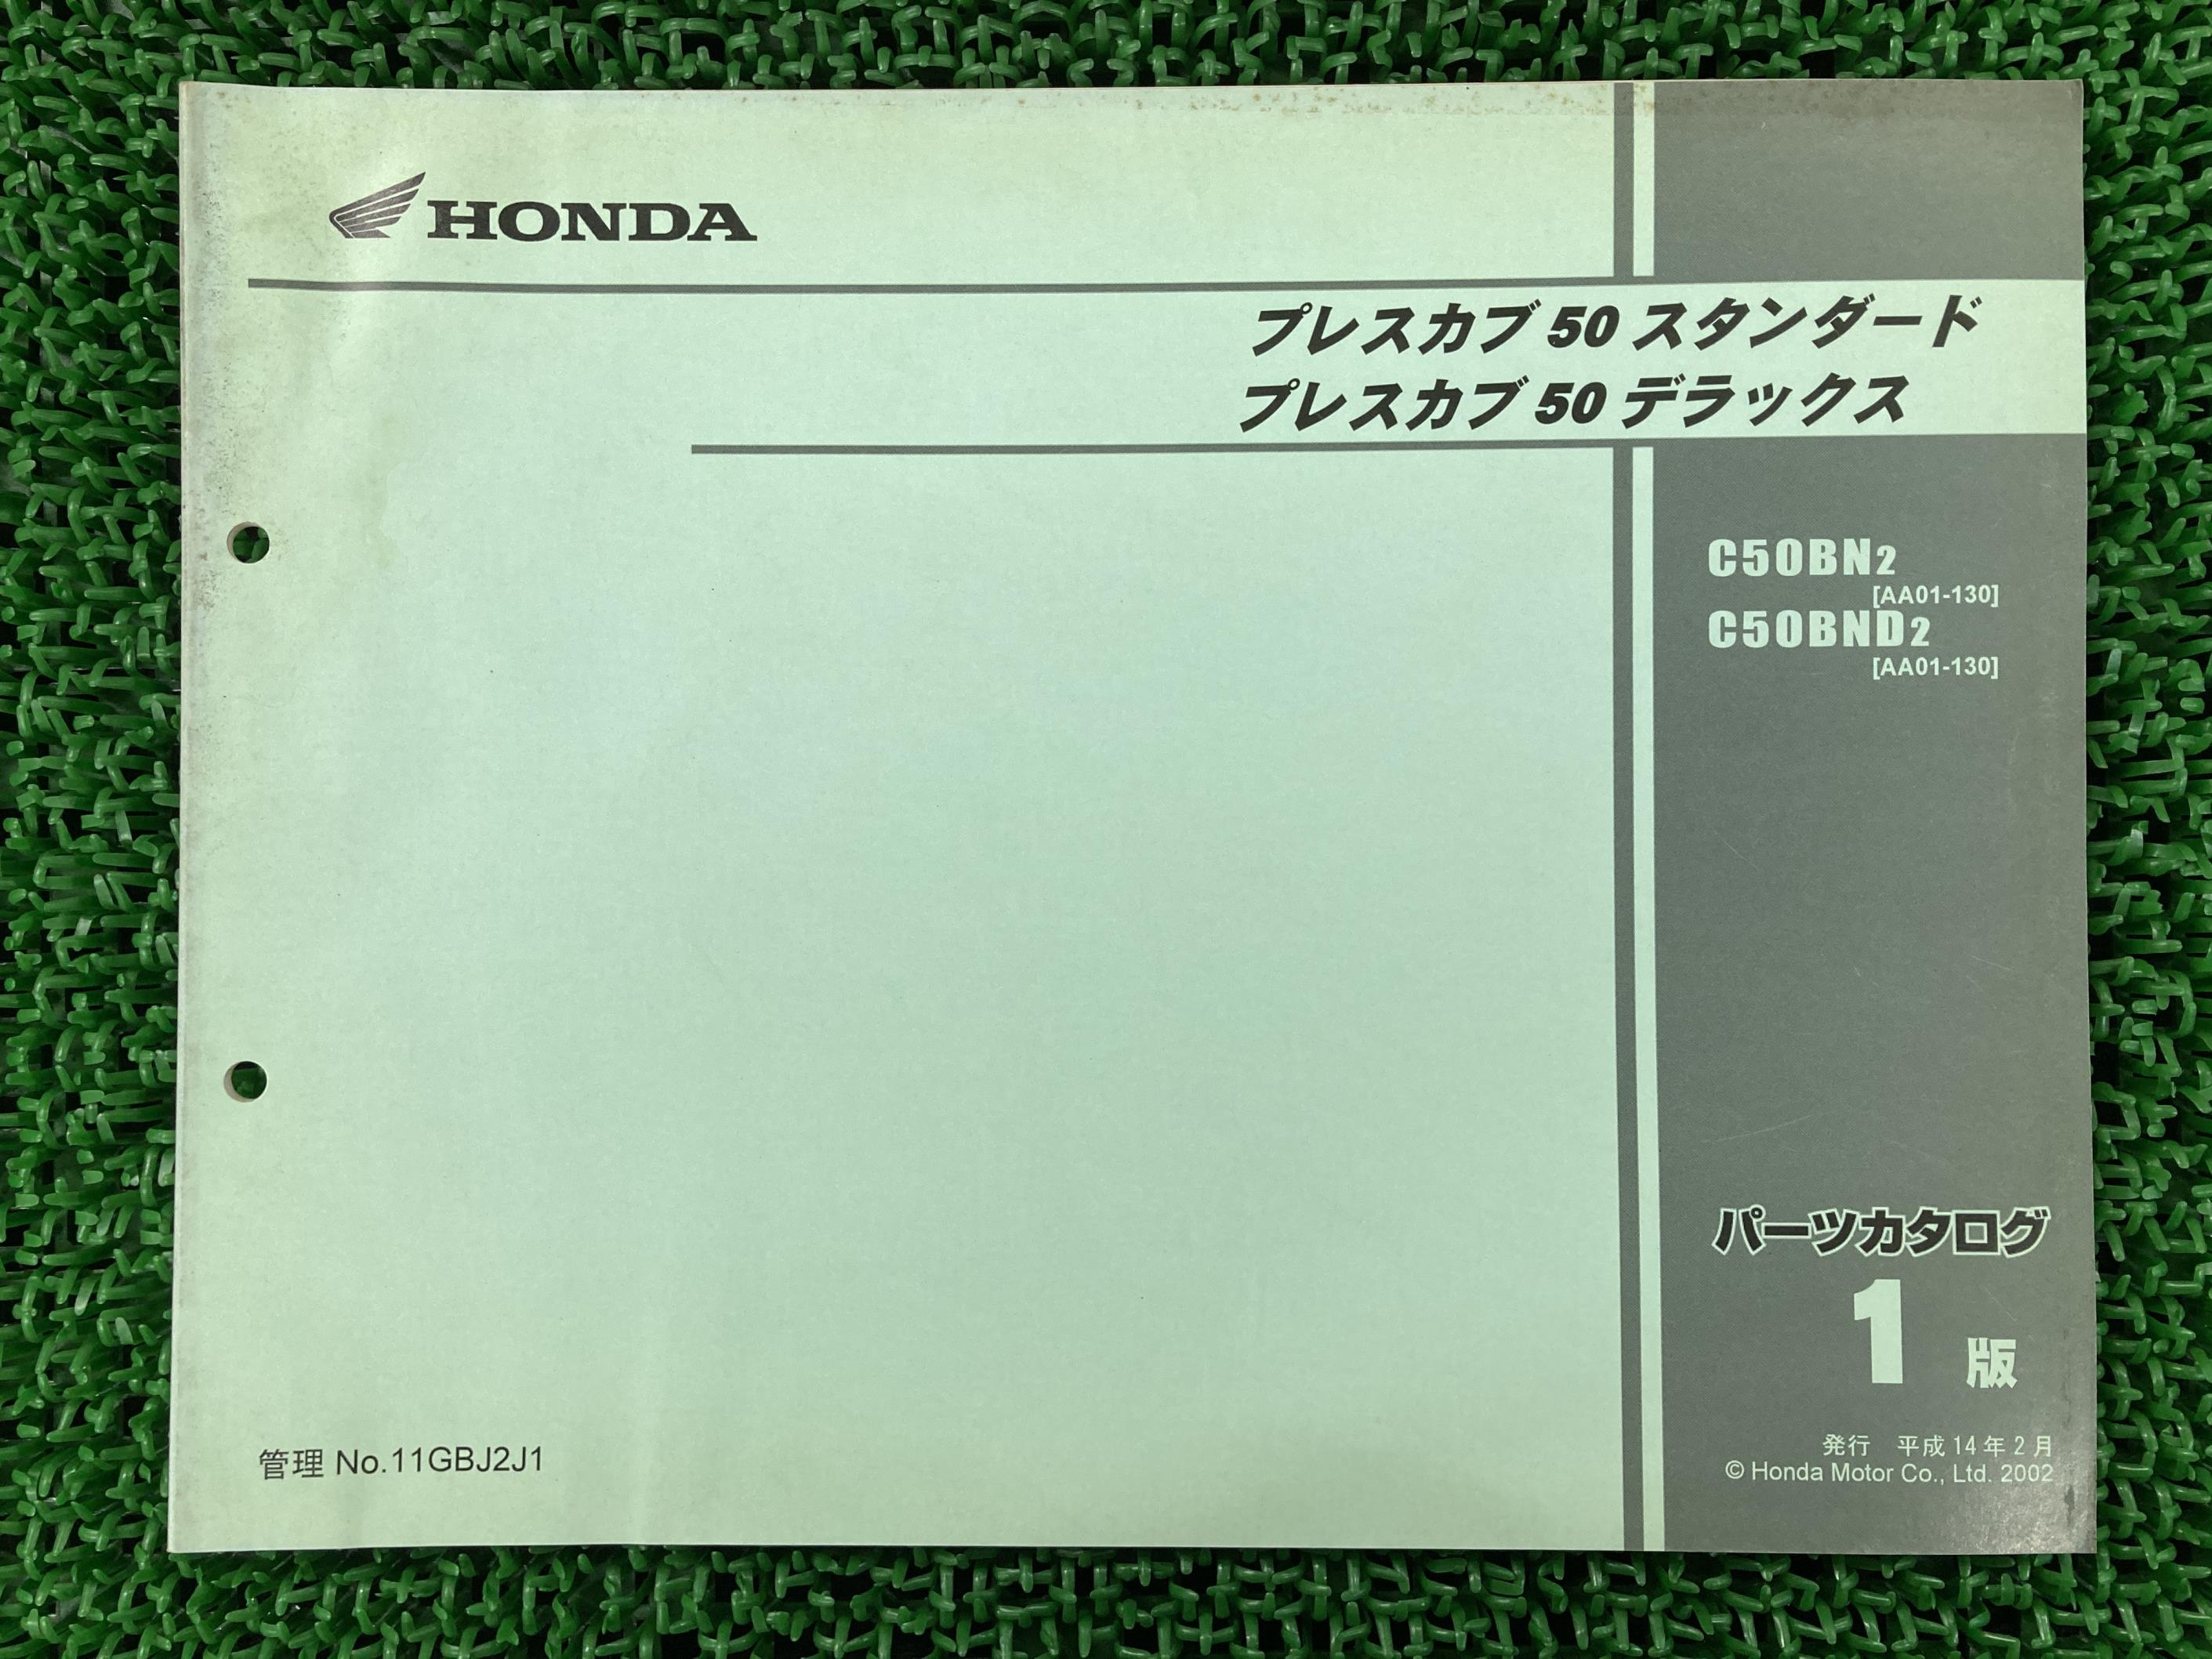 HONDA
プレスカブ 50 スタンダード
プレスカブ 50 デラックス
C50BN2
[AA01-130]
C50BND2
[AA01-130]
パーツカタログ
1 版
発行 平成 14 年 2 月
© Honda Motor Co., Ltd. 2002
管理 No.11GBJ2J1